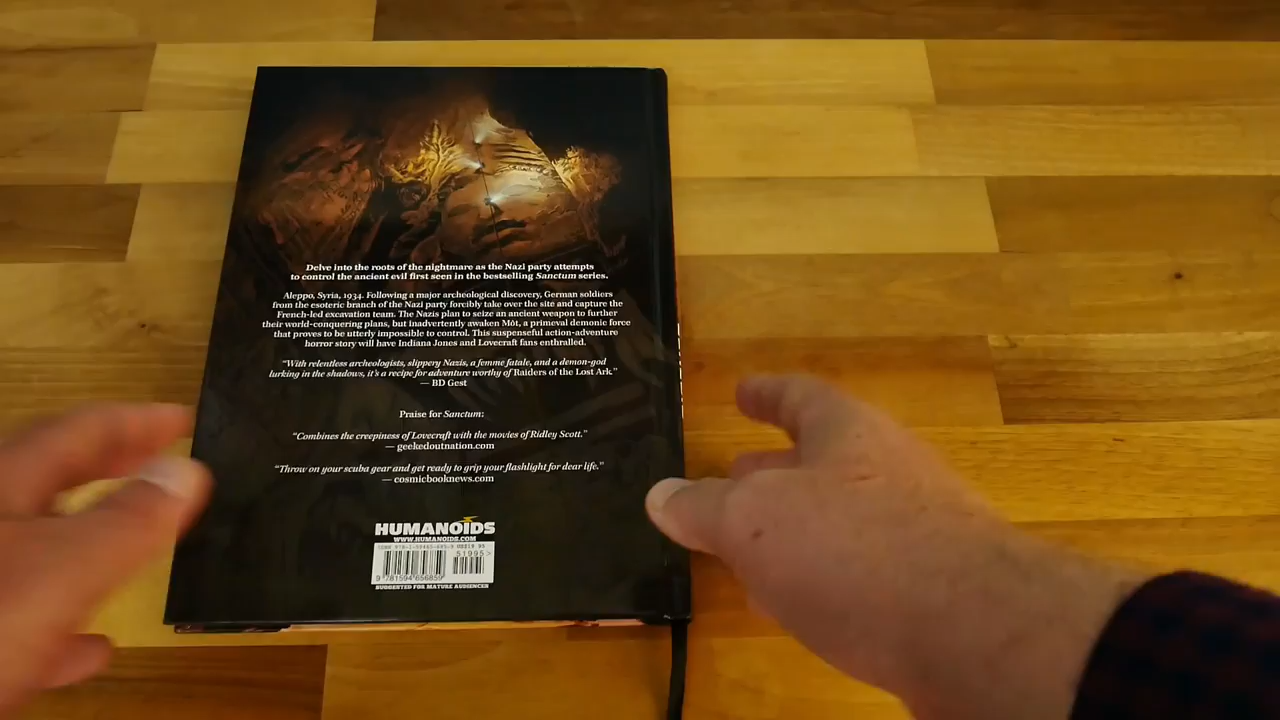 Delve into the roots of the nightmare as the Nazi party attempts
to control the ancient evil first seen in the bestselling Sanctum series.
Aleppo, Syria, 1934. Following a major archeological discovery, German soldiers
from the esoteric branch of the Nazi party forcibly take over the site and capture the
French-led excavation team. The Nazis plan to seize an ancient weapon to further
their world-conquering plans, but inadvertently awaken Môt, a primeval demonic force
that proves to be utterly impossible to control. This suspenseful action-adventure
horror story will have Indiana Jones and Lovecraft fans enthralled.
“With relentless archeologists, slippery Nazis, a femme fatale, and a demon-god
lurking in the shadows, it’s a recipe for adventure worthy of Raiders of the Lost Ark.”
— BD Gest
Praise for Sanctum:
“Combines the creepiness of Lovecraft with the movies of Ridley Scott.”
— geekedoutnation.com
“Throw on your scuba gear and get ready to grip your flashlight for dear life.”
— cosmicbooknews.com
HUMANOIDS
WWW.HUMANOIDS.COM
51995>
9 781594 656859
SUGGESTED FOR MATURE AUDIENCES